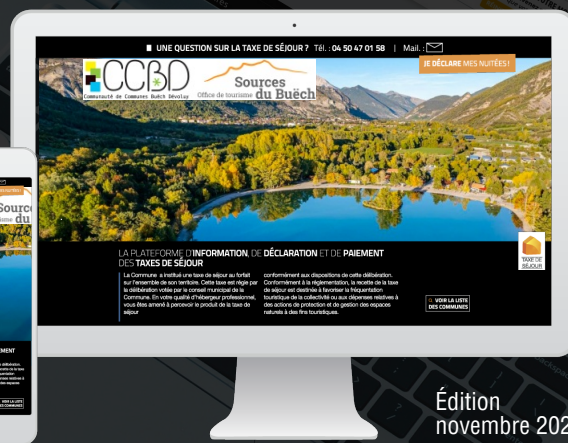 UNE QUESTION SUR LA TAXE DE SÉJOUR ? Tél. : 04 50 47 01 58 | Mail. :
JE DÉCLARE MES NUITÉES !
CCBD
Communauté de Communes Buëch Dévoluy
Sources
Office de tourisme du Buëch
LA PLATEFORME D'INFORMATION, DE DÉCLARATION ET DE PAIEMENT
DES TAXES DE SÉJOUR
La Commune a institué une taxe de séjour au forfait
sur l'ensemble de son territoire. Cette taxe est régie par
la délibération votée par le conseil municipal de la
Commune. En votre qualité d'hébergeur professionnel,
vous êtes amené à percevoir le produit de la taxe de
séjour
conformément aux dispositions de cette délibération.
Conformément à la réglementation, la recette de la taxe
de séjour est destinée à favoriser la fréquentation
touristique de la collectivité ou aux dépenses relatives à
des actions de protection et de gestion des espaces
naturels à des fins touristiques.
TAXE DE
SÉJOUR
VOIR LA LISTE
DES COMMUNES
Édition
novembre 202